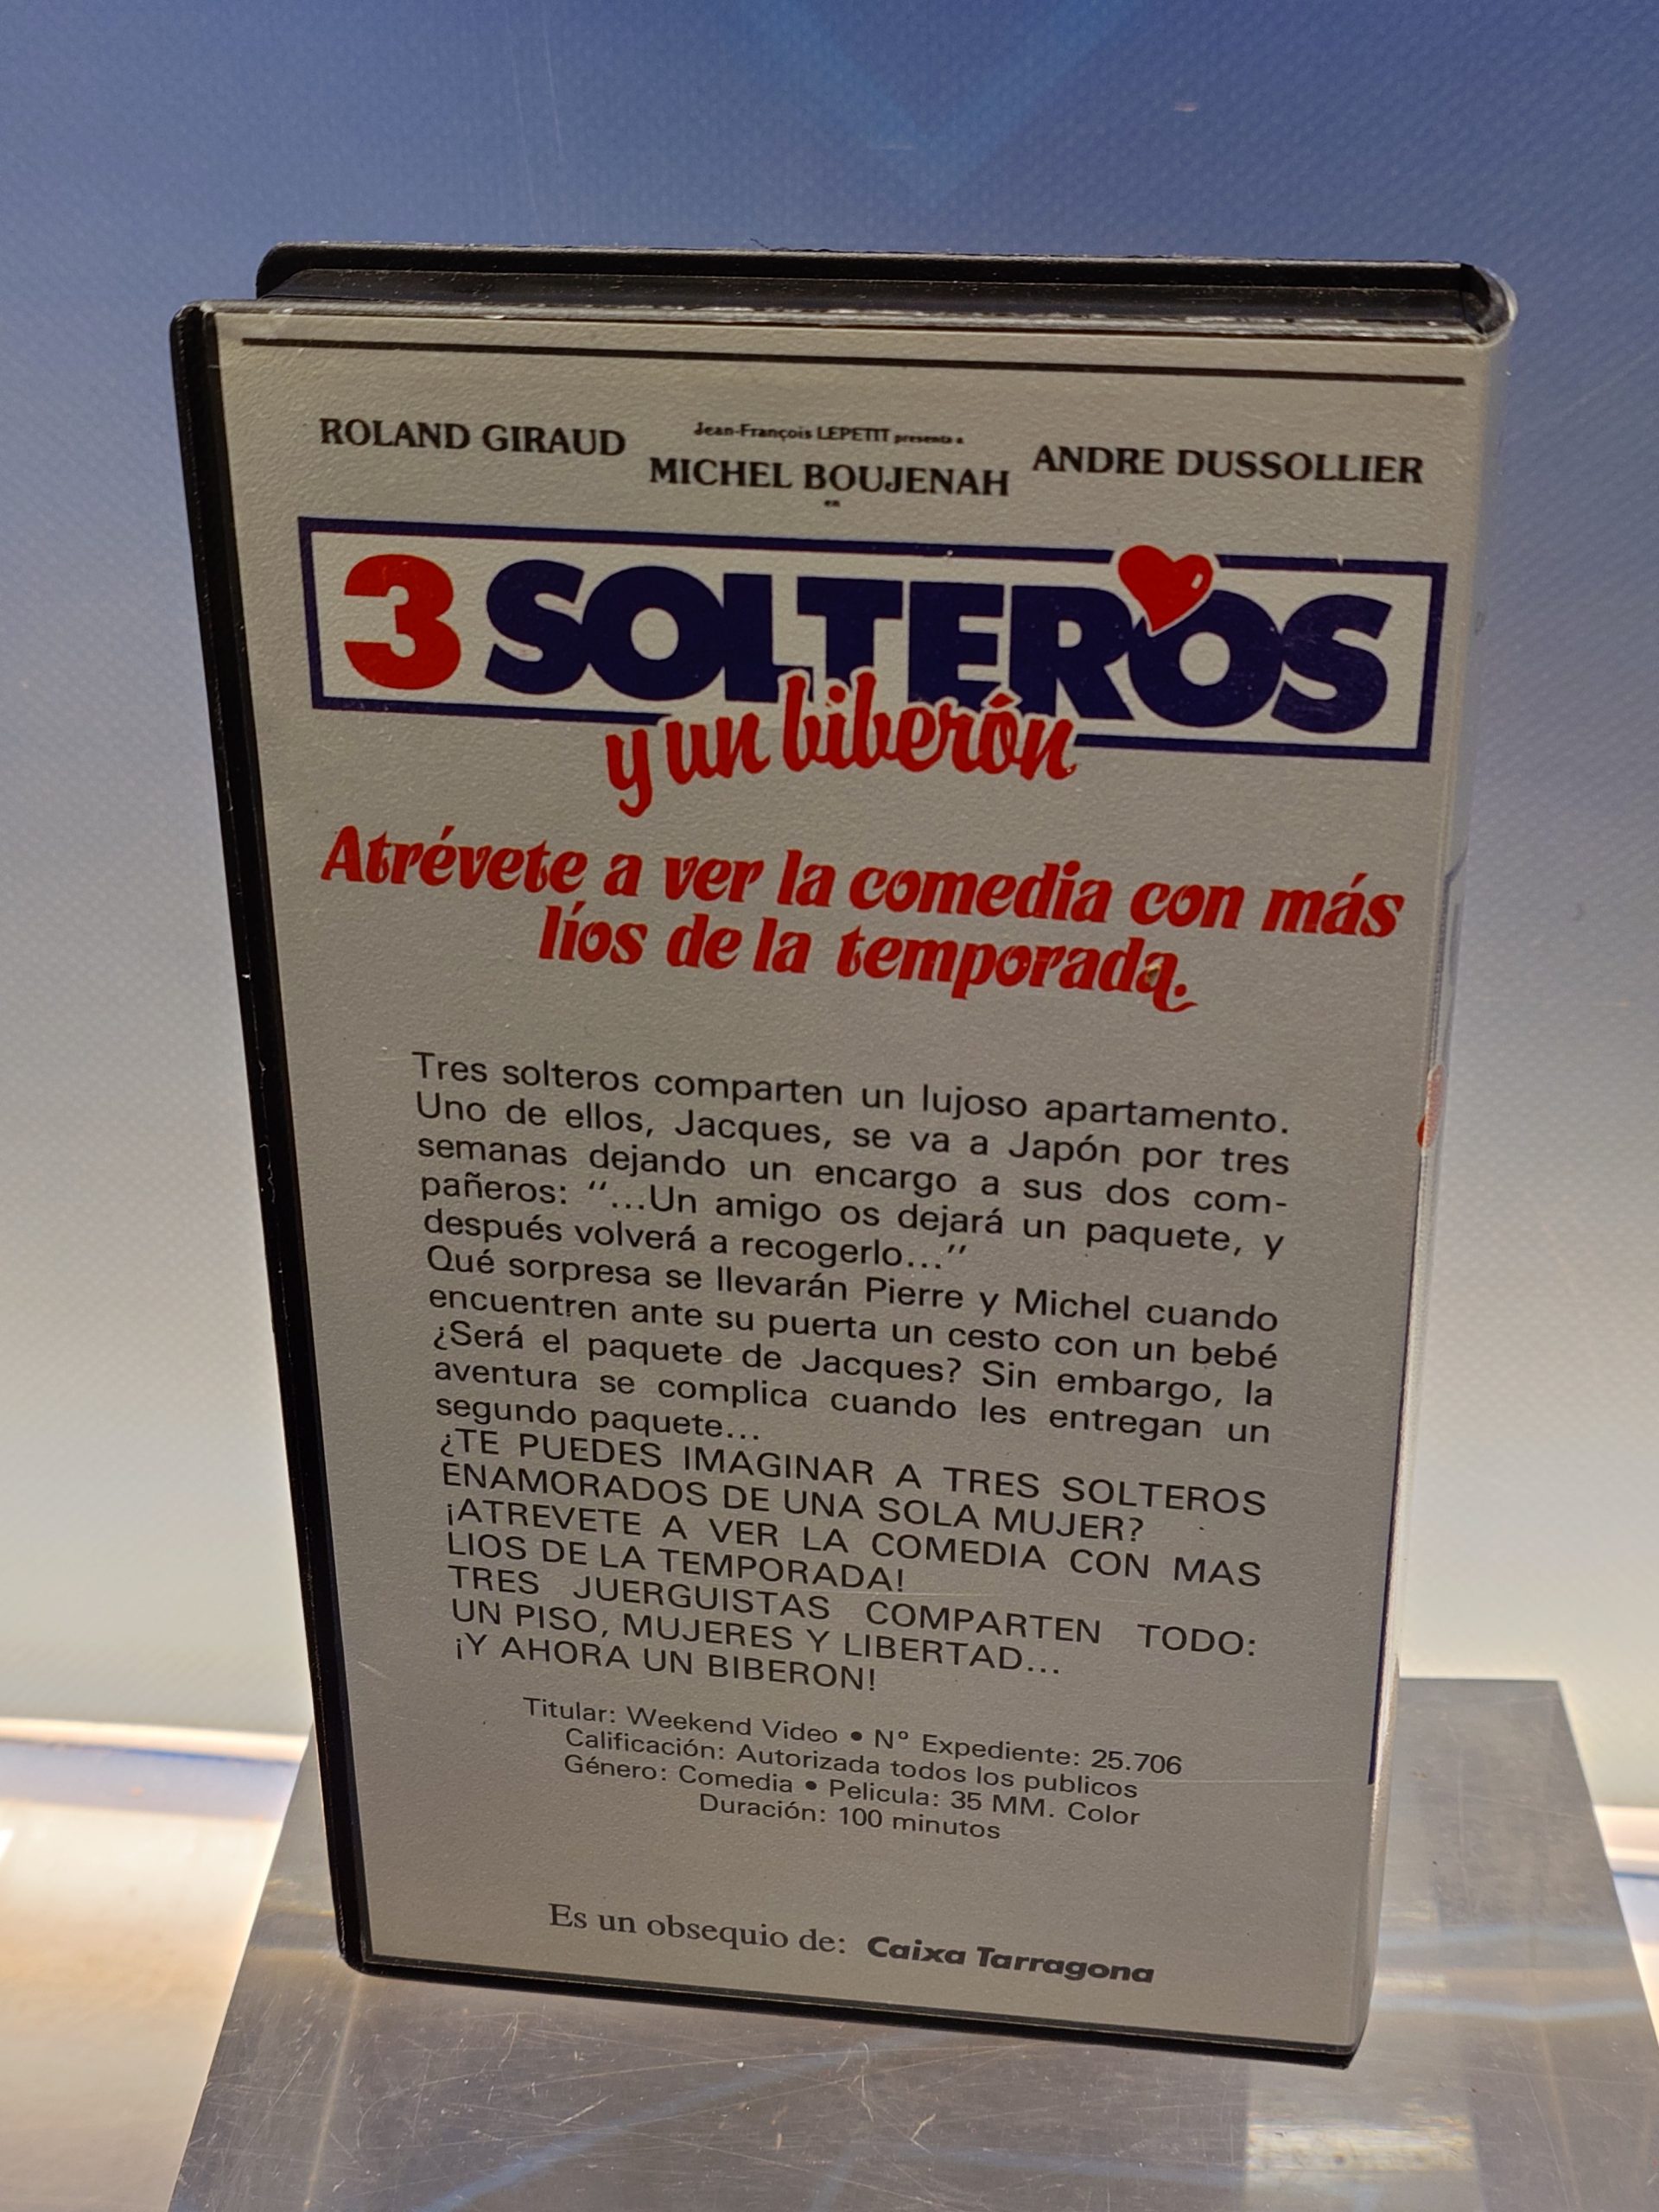 Jean-François LEPETIT presenta a
ROLAND GIRAUD MICHEL BOUJENAH ANDRE DUSSOLLIER
en
3 SOLTEROS
y un biberón
Atrévete a ver la comedia con más
líos de la temporada.
Tres solteros comparten un lujoso apartamento.
Uno de ellos, Jacques, se va a Japón por tres
semanas dejando un encargo a sus dos com-
pañeros: “...Un amigo os dejará un paquete, y
después volverá a recogerlo...”
Qué sorpresa se llevarán Pierre y Michel cuando
encuentren ante su puerta un cesto con un bebé
¿Será el paquete de Jacques? Sin embargo, la
aventura se complica cuando les entregan un
segundo paquete...
¿TE PUEDES IMAGINAR A TRES SOLTEROS
ENAMORADOS DE UNA SOLA MUJER?
¡ATREVETE A VER LA COMEDIA CON MAS
LIOS DE LA TEMPORADA!
TRES JUERGUISTAS COMPARTEN TODO:
UN PISO, MUJERES Y LIBERTAD...
¡Y AHORA UN BIBERON!
Titular: Weekend Video • Nº Expediente: 25.706
Calificación: Autorizada todos los publicos
Género: Comedia • Pelicula: 35 MM. Color
Duración: 100 minutos
Es un obsequio de: Caixa Tarragona